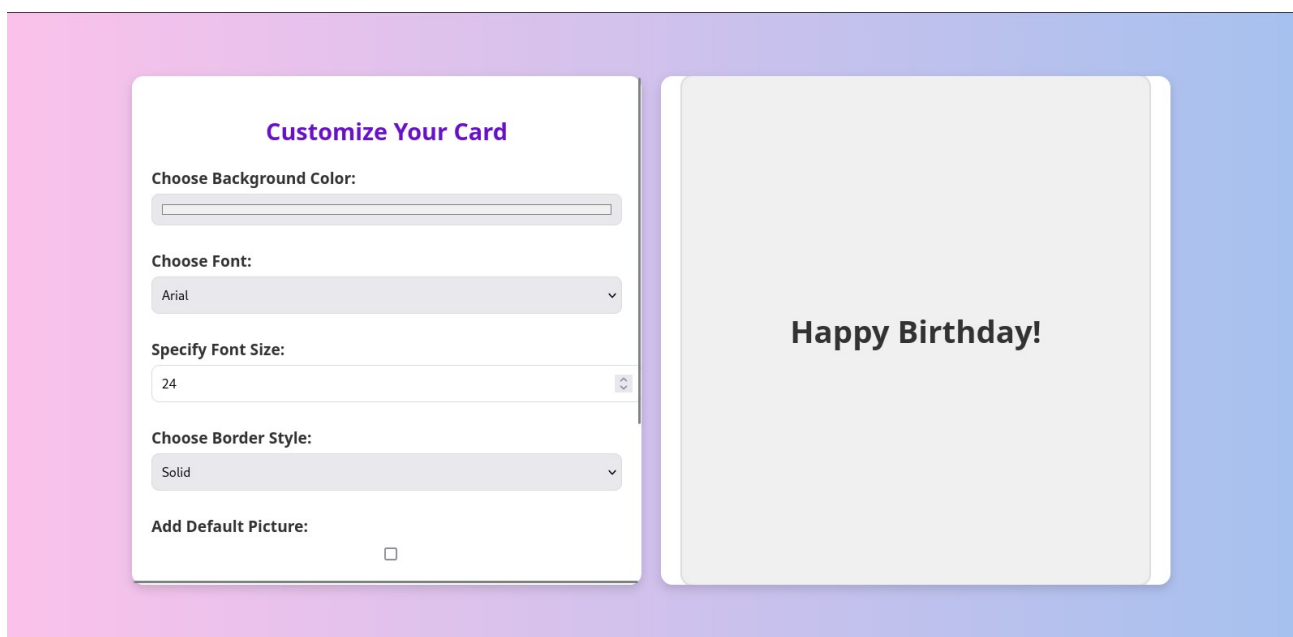 Customize Your Card
Choose Background Color:
Choose Font:
Arial
Specify Font Size:
24
Choose Border Style:
Solid
Add Default Picture:
Happy Birthday!